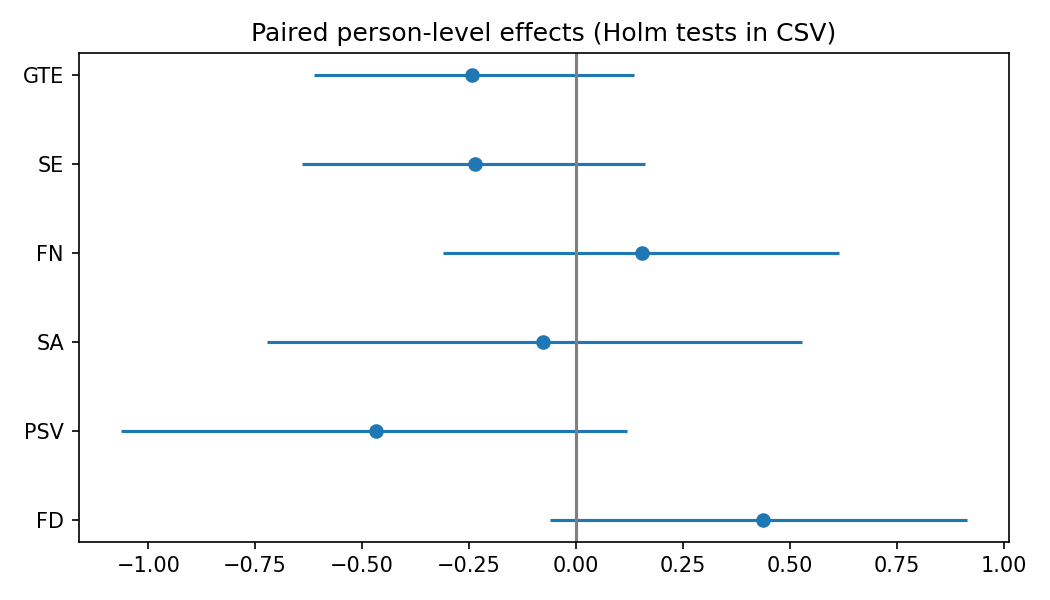 Paired person-level effects (Holm tests in CSV)
GTE
SE
FN
SA
PSV
FD
−1.00 −0.75 −0.50 −0.25 0.00 0.25 0.50 0.75 1.00